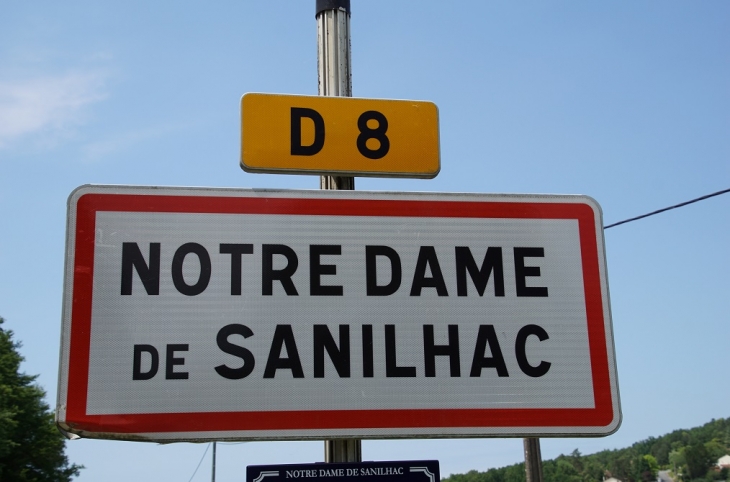 D 8
NOTRE DAME
DE SANILHAC
NOTRE DAME DE SANILHAC